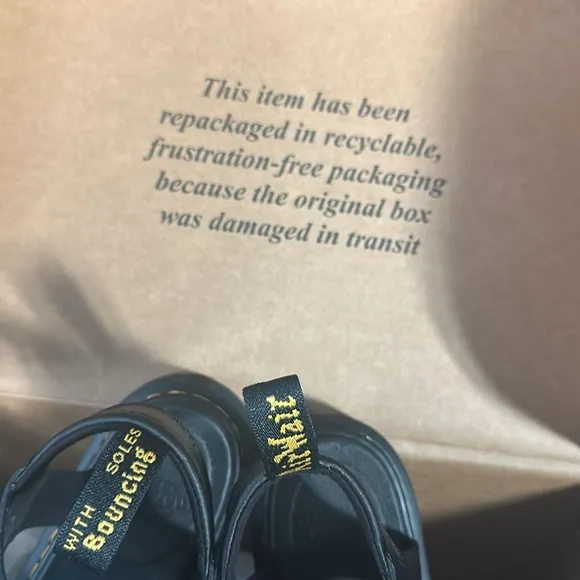 This item has been
repackaged in recyclable,
frustration-free packaging
because the original box
was damaged in transit
WITH
Bouncing
SOLES